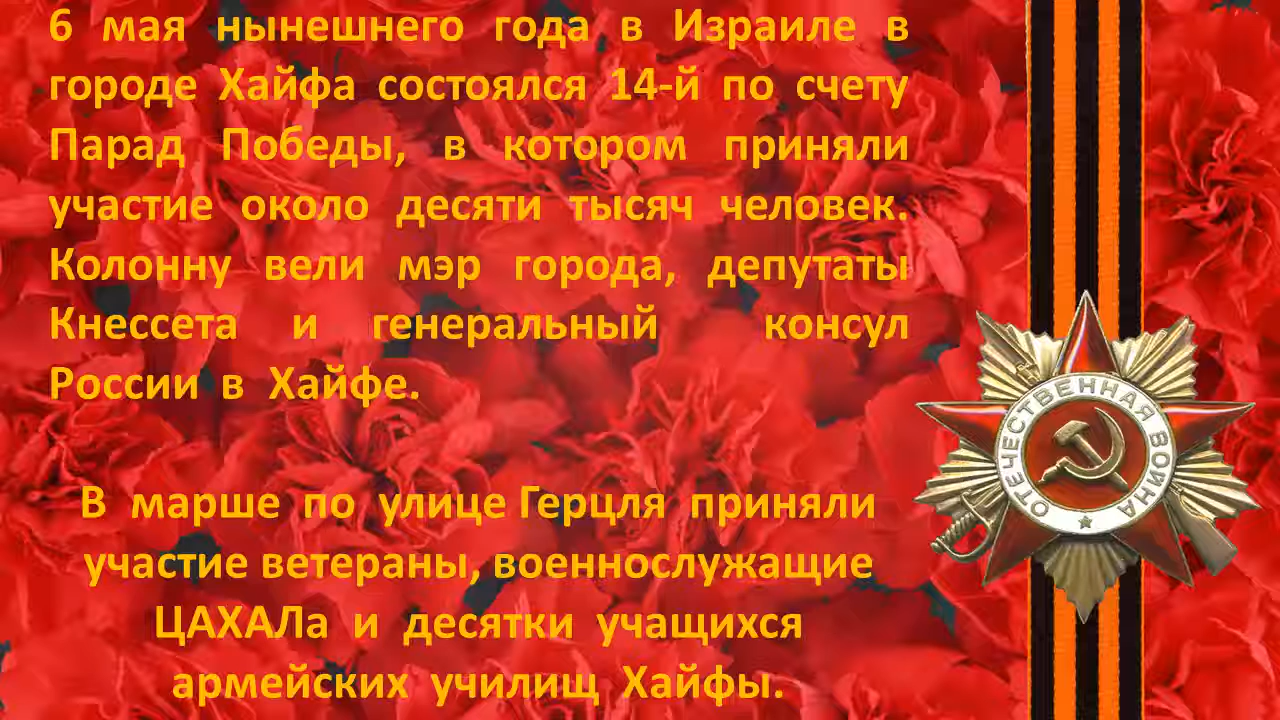 6 мая нынешнего года в Израиле в
городе Хайфа состоялся 14-й по счету
Парад Победы, в котором приняли
участие около десяти тысяч человек.
Колонну вели мэр города, депутаты
Кнессета и генеральный консул
России в Хайфе.
В марше по улице Герцля приняли
участие ветераны, военнослужащие
ЦАХАЛа и десятки учащихся
армейских училищ Хайфы.
ОТЕЧЕСТВЕННАЯ ВОЙНА